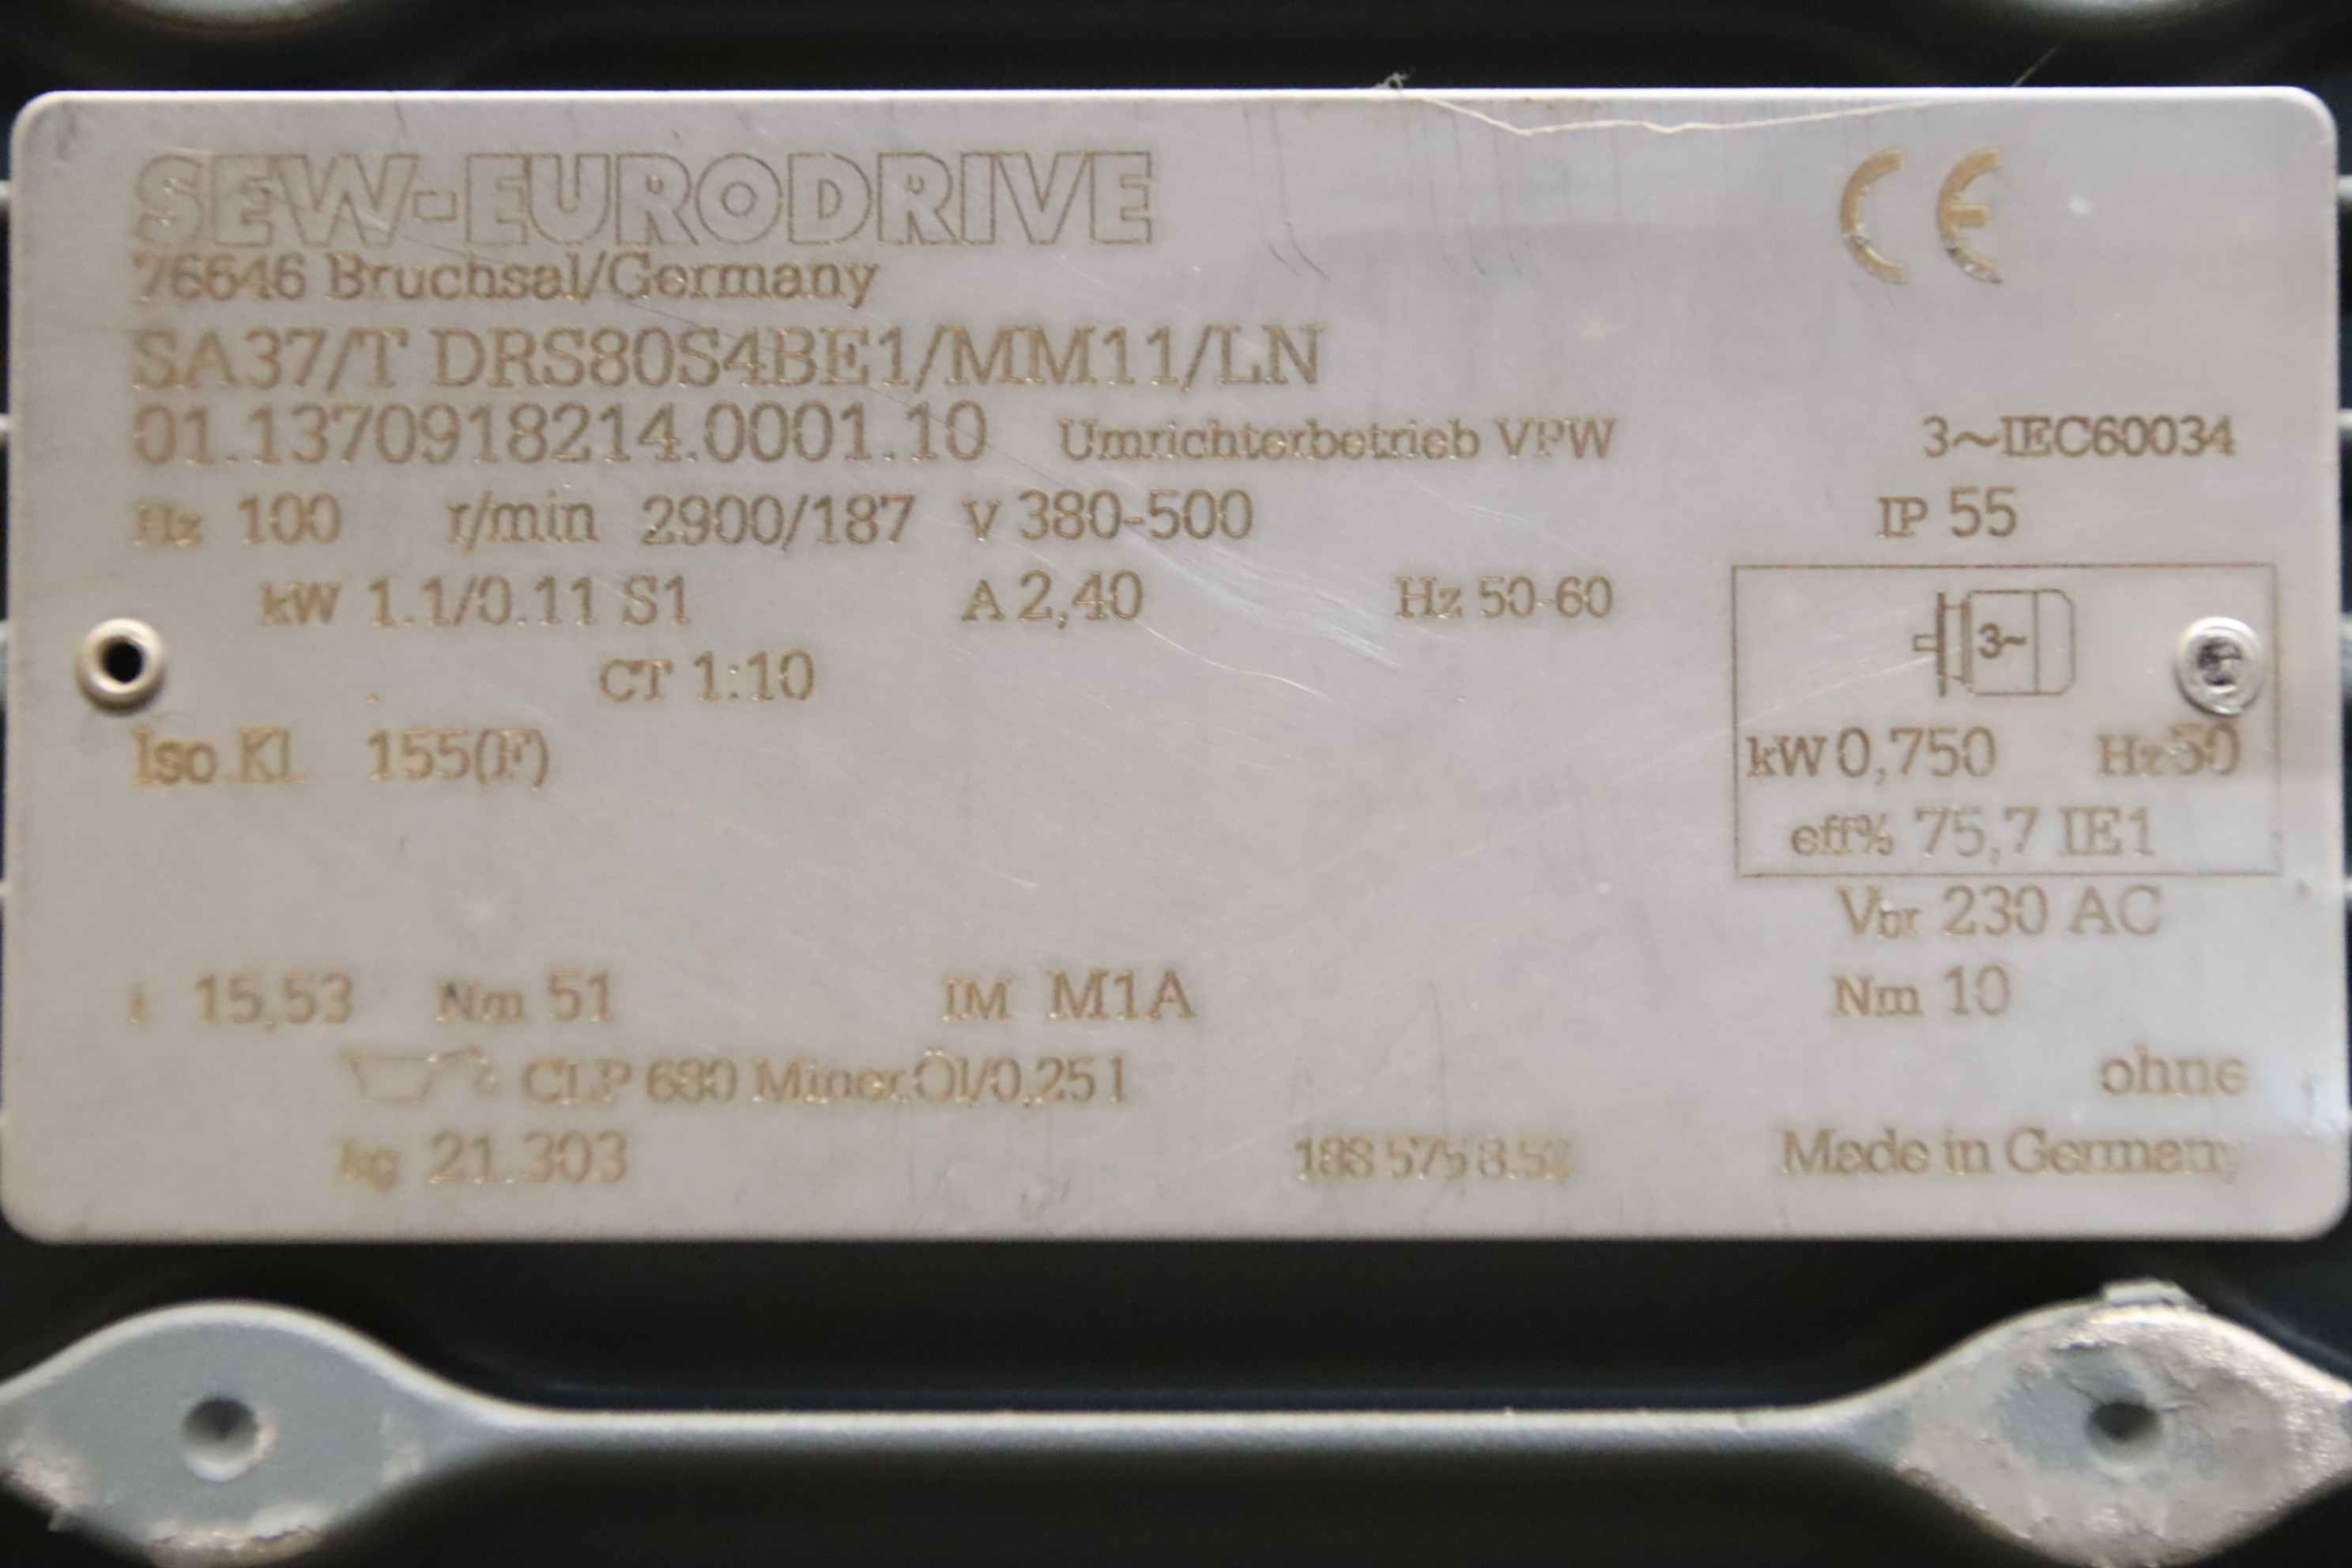 SEW-EURODRIVE
CE
76646 Bruchsal/Germany
SA37/T DRS80S4BE1/MM11/LN
01.1370918214.0001.10 Umrichterbetrieb VPW 3~IEC60034
Hz 100 r/min 2900/187 V 380-500 IP 55
kW 1.1/0.11 S1 A 2,40 Hz 50-60
3~
CT 1:10
Iso.Kl. 155(F) kW 0,750 Hz 50
eff% 75,7 IE1
Vbr 230 AC
i 15,53 Nm 51 IM M1A Nm 10
CLP 680 Miner.Öl/0,25 l ohne
kg 21.303 188 575 8.52 Made in Germany